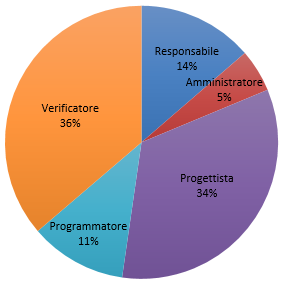 Responsabile
14%
Amministratore
5%
Progettista
34%
Programmatore
11%
Verificatore
36%